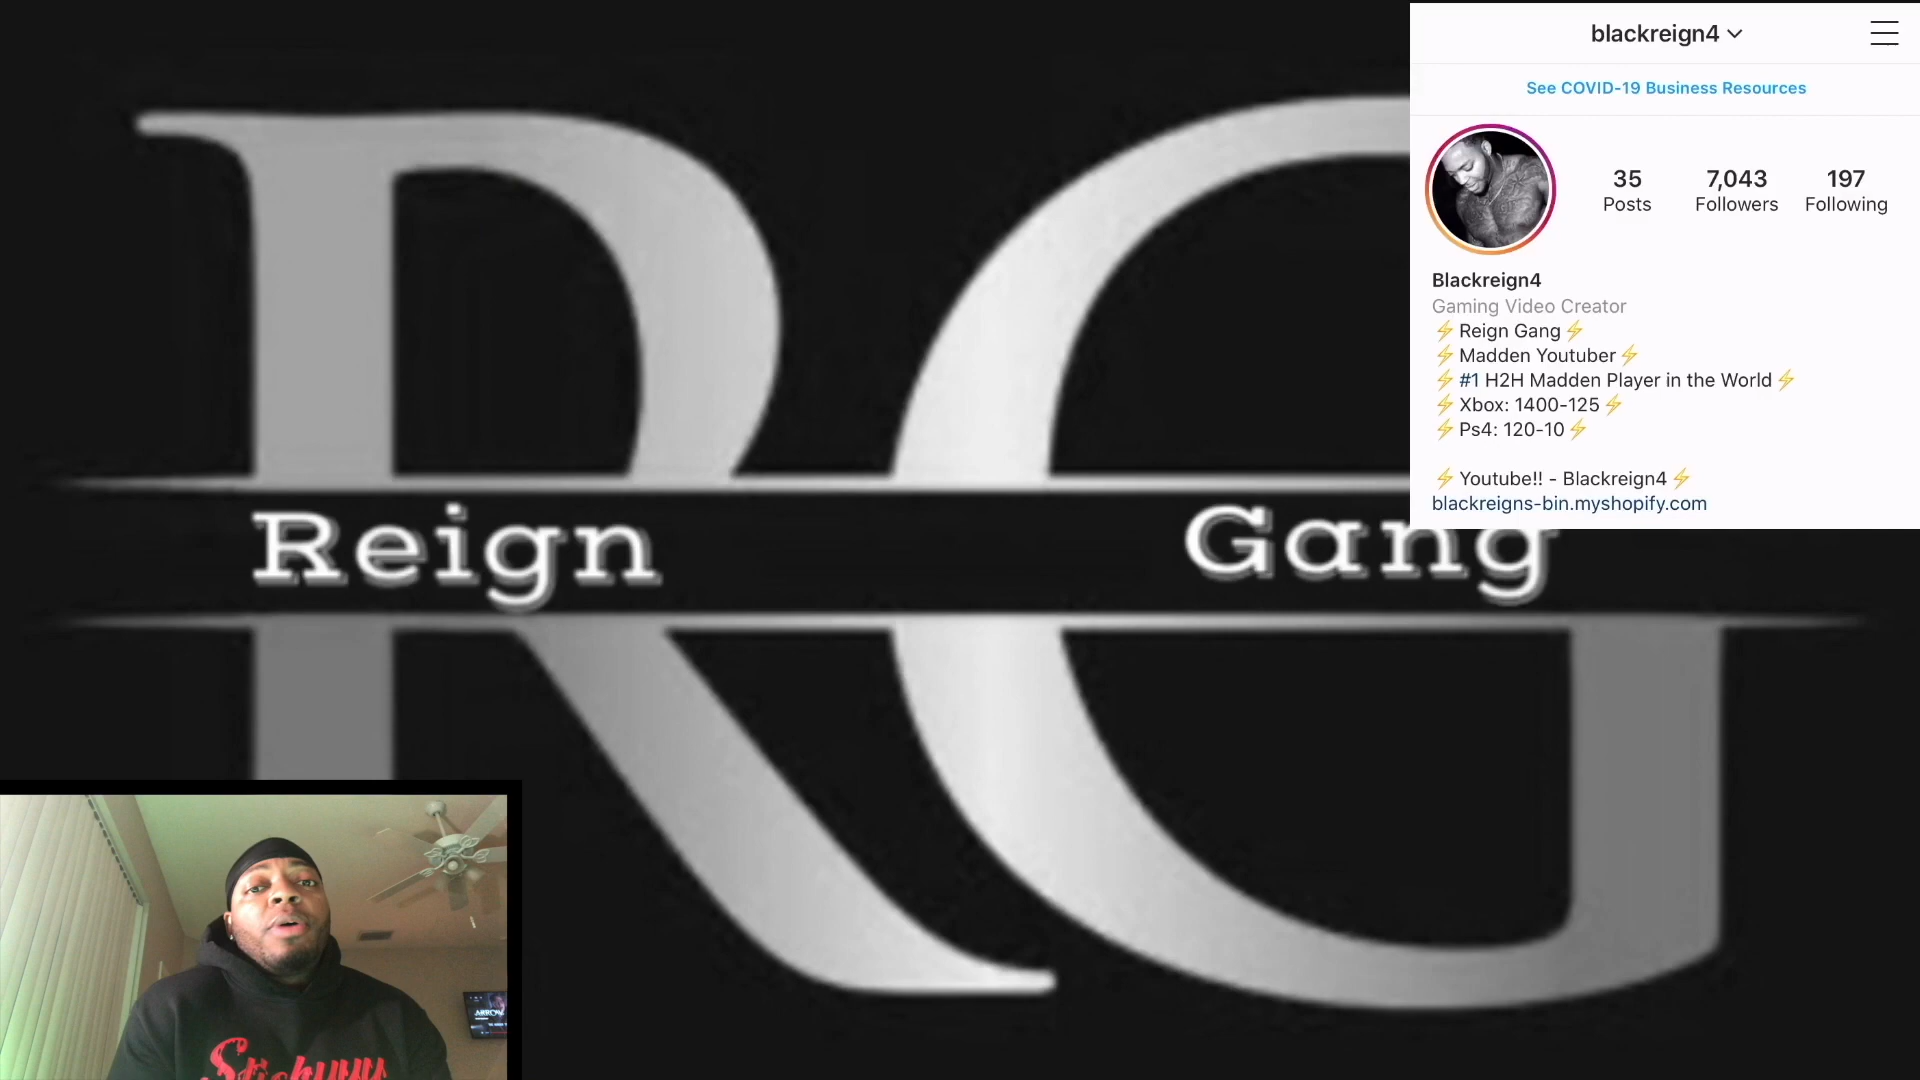 blackreign4
See COVID-19 Business Resources
35
Posts
7,043
Followers
197
Following
Blackreign4
Gaming Video Creator
⚡Reign Gang⚡
⚡Madden Youtuber⚡
⚡#1 H2H Madden Player in the World⚡
⚡Xbox: 1400-125⚡
⚡Ps4: 120-10⚡
⚡Youtube!! - Blackreign4⚡
blackreigns-bin.myshopify.com
RG
Reign Gang
ARROW